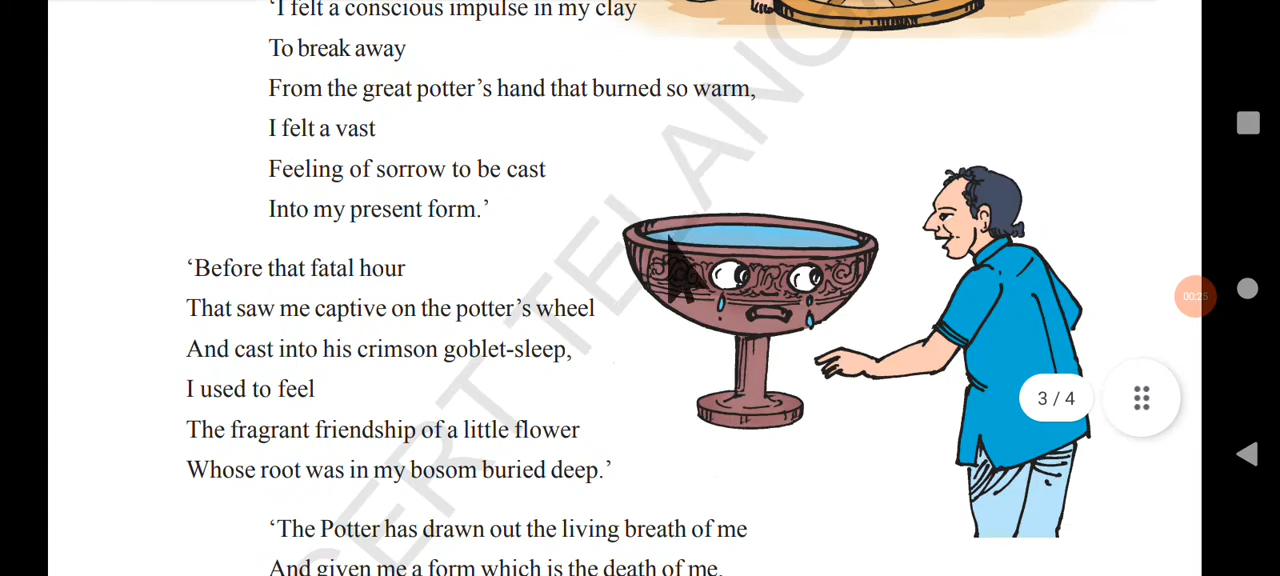 ‘I felt a conscious impulse in my clay
To break away
From the great potter’s hand that burned so warm,
I felt a vast
Feeling of sorrow to be cast
Into my present form.’
‘Before that fatal hour
That saw me captive on the potter’s wheel
And cast into his crimson goblet-sleep,
I used to feel
The fragrant friendship of a little flower
Whose root was in my bosom buried deep.’
‘The Potter has drawn out the living breath of me
And given me a form which is the death of me,
CERT TELANG
00:25
3 / 4